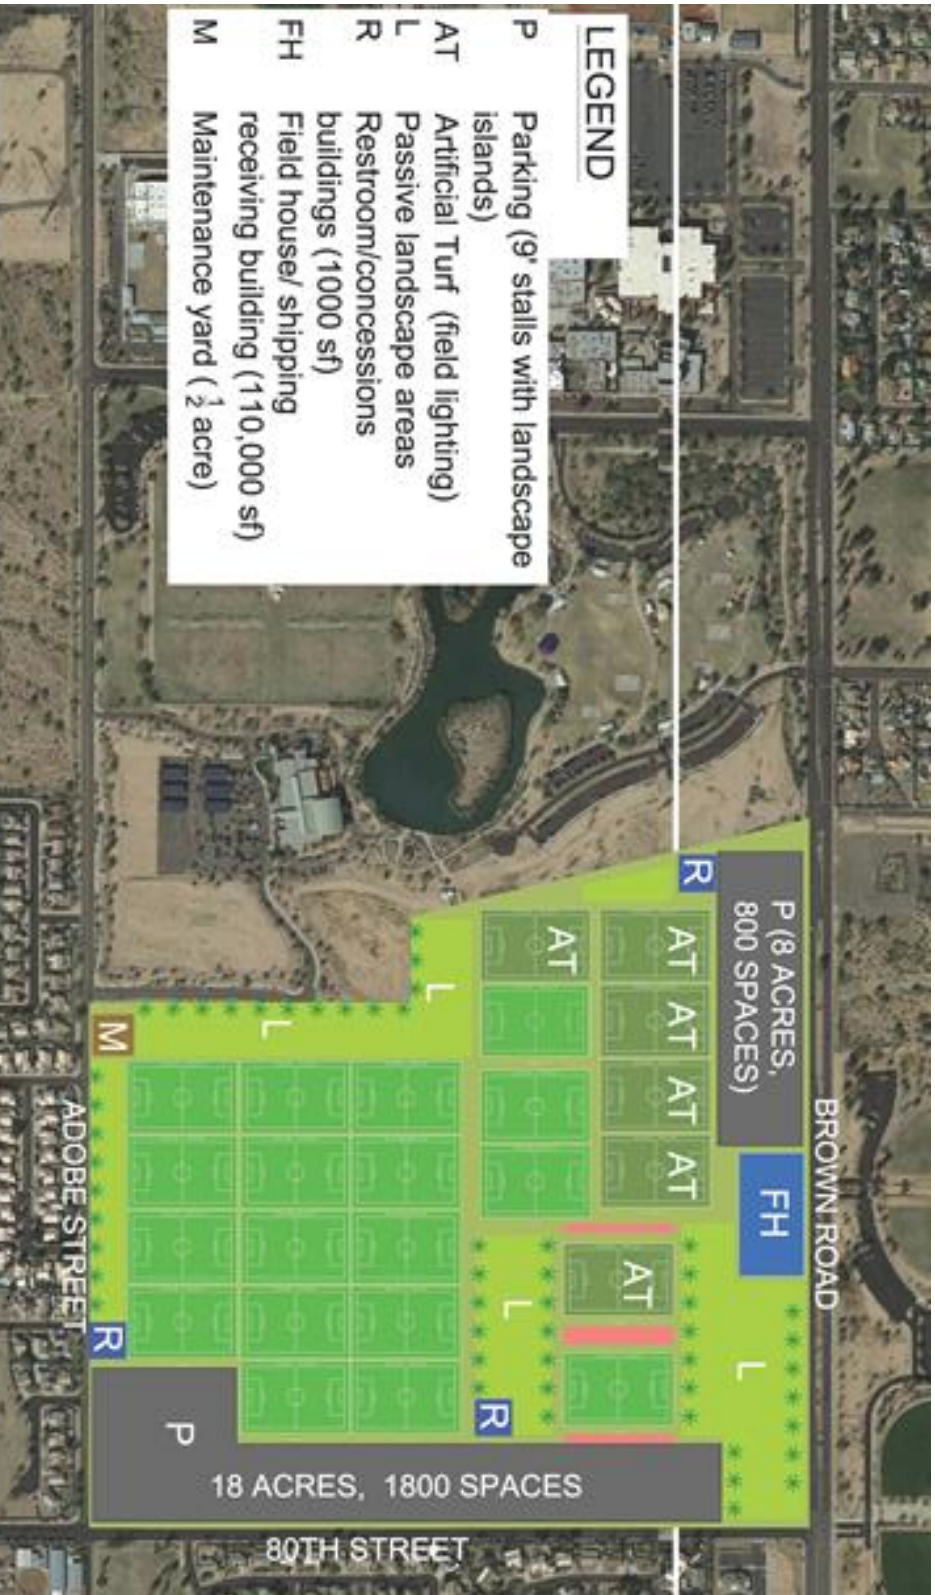 LEGEND
P Parking (9' stalls with landscape
islands)
AT Artificial Turf (field lighting)
L Passive landscape areas
R Restroom/concessions
buildings (1000 sf)
FH Field house/ shipping
receiving building (110,000 sf)
M Maintenance yard ( 1/2 acre)
BROWN ROAD
P (8 ACRES,
800 SPACES)
FH
L
R
AT
AT
AT
AT
AT
AT
L
R
L
L
M
ADOBE STREET
R
P
18 ACRES, 1800 SPACES
80TH STREET